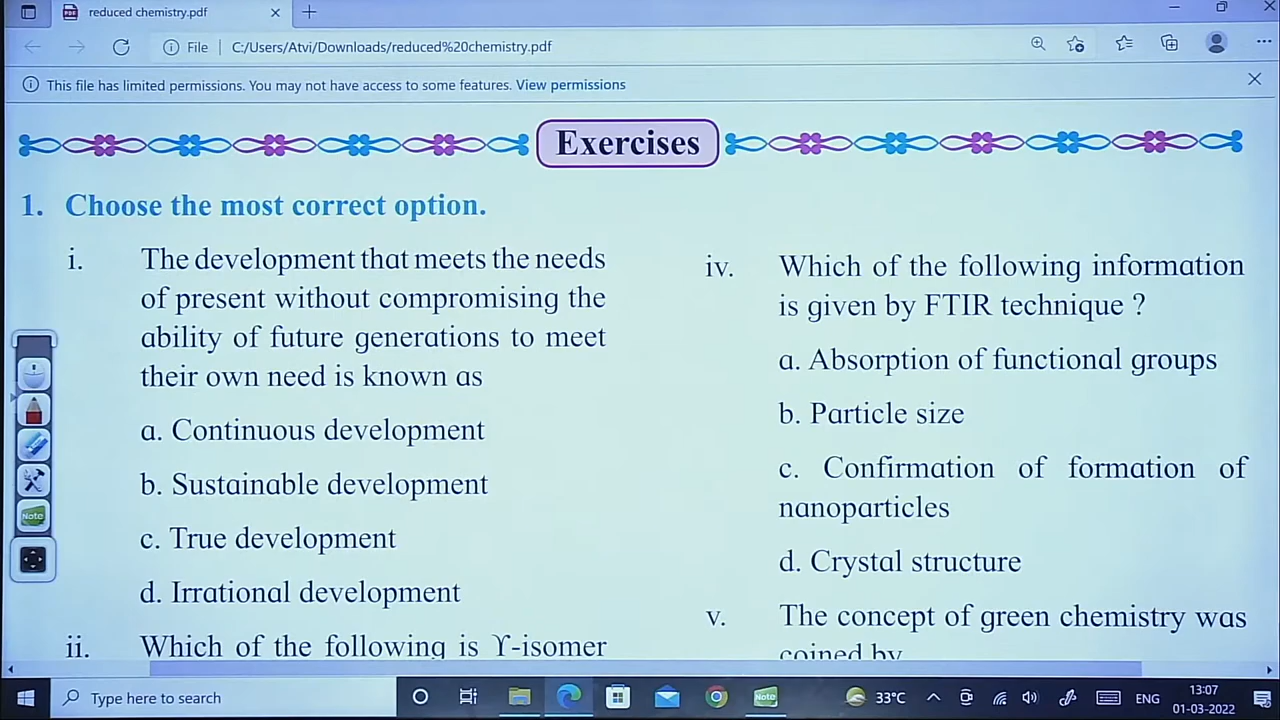 reduced chemistry.pdf
File
C:/Users/Atvi/Downloads/reduced%20chemistry.pdf
This file has limited permissions. You may not have access to some features. View permissions
Exercises
1. Choose the most correct option.
i. The development that meets the needs
of present without compromising the
ability of future generations to meet
their own need is known as
a. Continuous development
b. Sustainable development
c. True development
d. Irrational development
ii. Which of the following is ϒ-isomer
iv. Which of the following information
is given by FTIR technique ?
a. Absorption of functional groups
b. Particle size
c. Confirmation of formation of
nanoparticles
d. Crystal structure
v. The concept of green chemistry was
coined by
Note
Type here to search
Note
33°C
ENG
13:07
01-03-2022